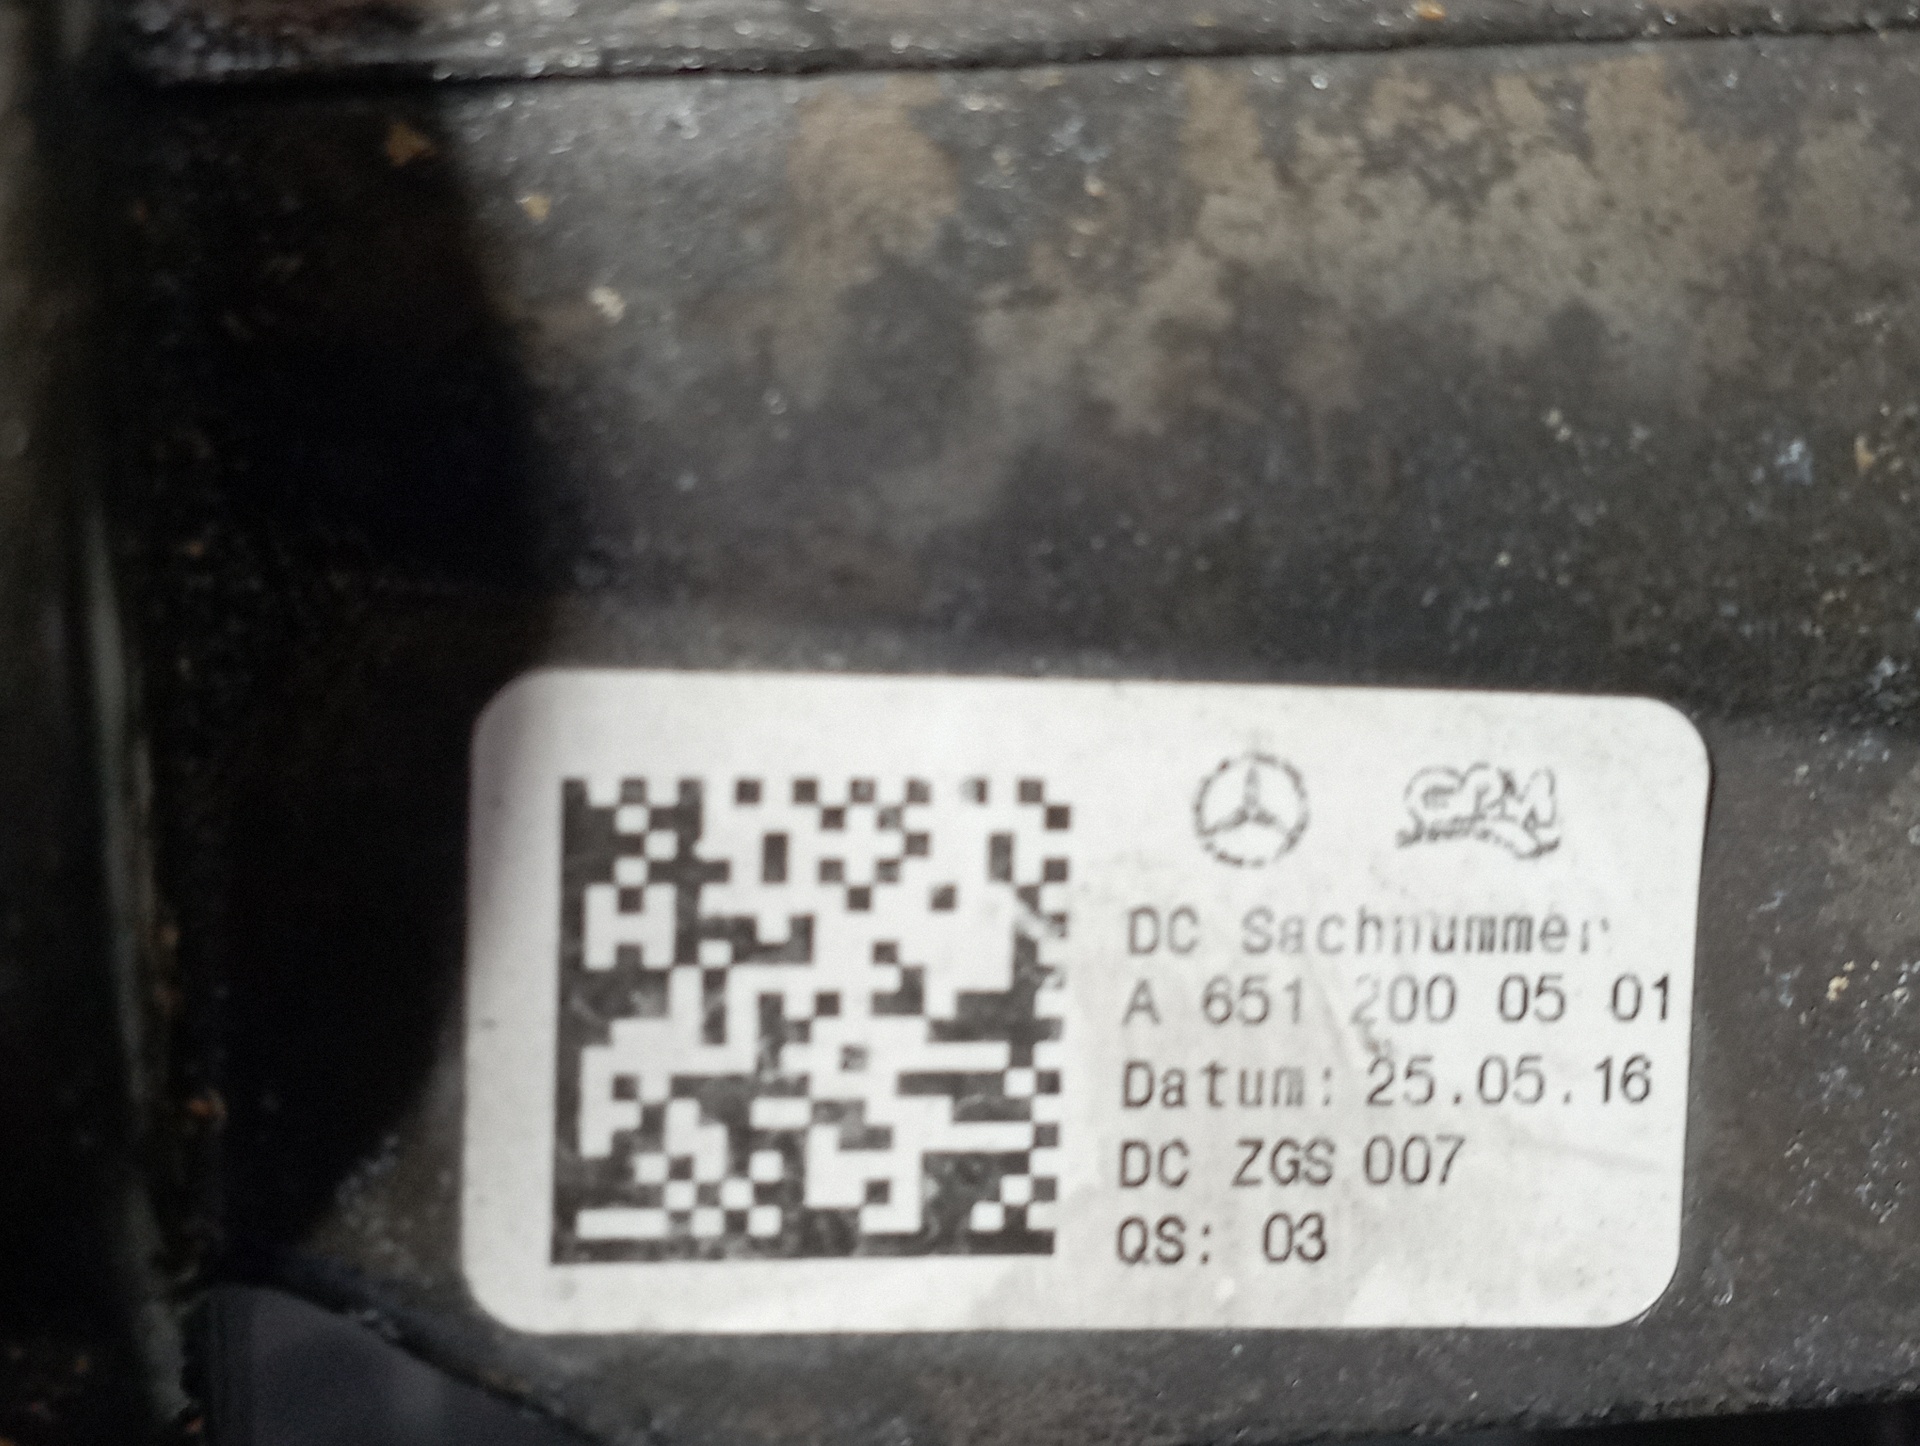 DC Sachnummer
A 651 200 05 01
Datum: 25.05.16
DC ZGS 007
QS: 03